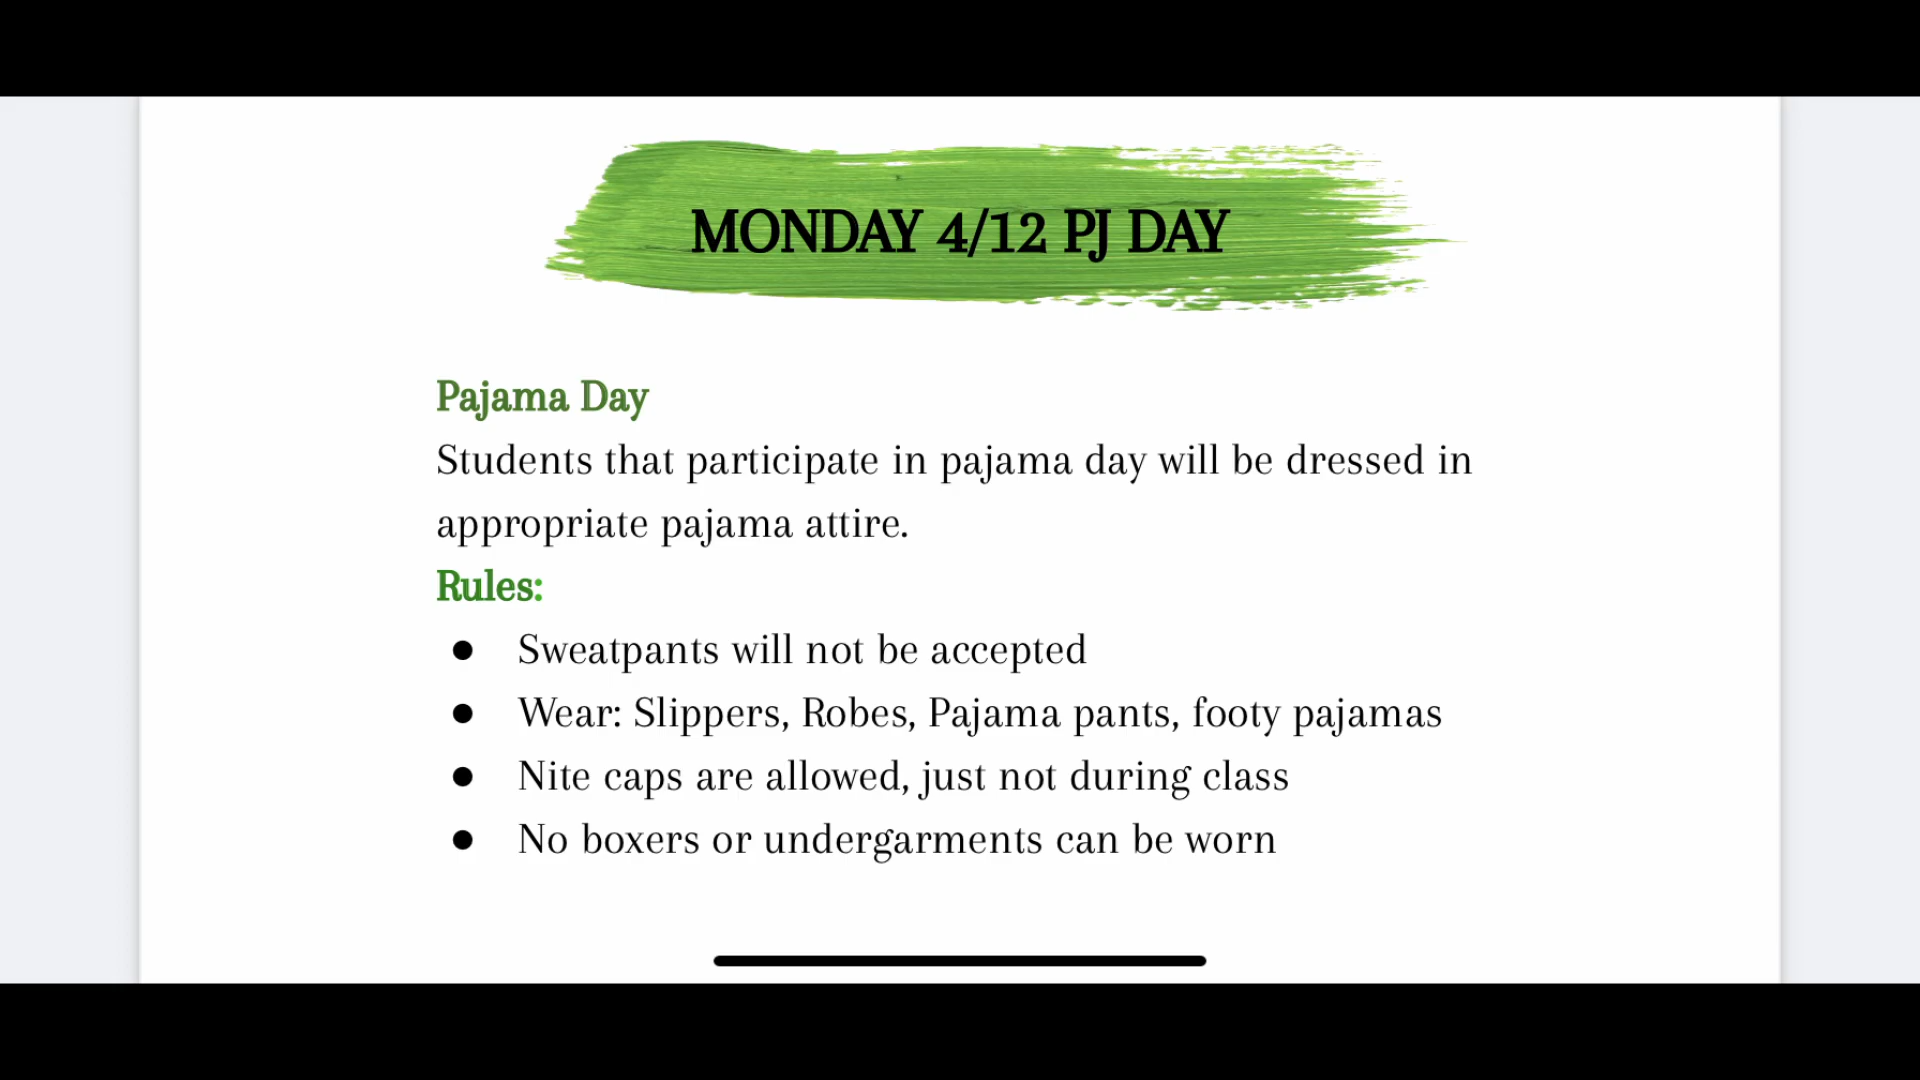 MONDAY 4/12 PJ DAY
Pajama Day
Students that participate in pajama day will be dressed in
appropriate pajama attire.
Rules:
● Sweatpants will not be accepted
● Wear: Slippers, Robes, Pajama pants, footy pajamas
● Nite caps are allowed, just not during class
● No boxers or undergarments can be worn